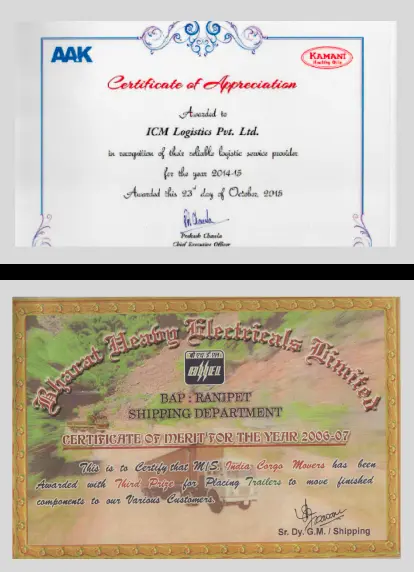 AAK
KAMANI
Healthy Oils
Certificate of Appreciation
Awarded to
ICM Logistics Pvt. Ltd.
in recognition of their reliable logistic service provider
for the year 2014-15
Awarded this 23rd day of October, 2015
Prakash Chawla
Chief Executive Officer
Bharat Heavy Electricals Limited
BAP : RANIPET
SHIPPING DEPARTMENT
CERTIFICATE OF MERIT FOR THE YEAR 2006-07
This is to Certify that M/S. India Cargo Movers has been
Awarded with Third Prize for Placing Trailers to move finished
components to our Various Customers.
Sr. Dy. G.M. / Shipping